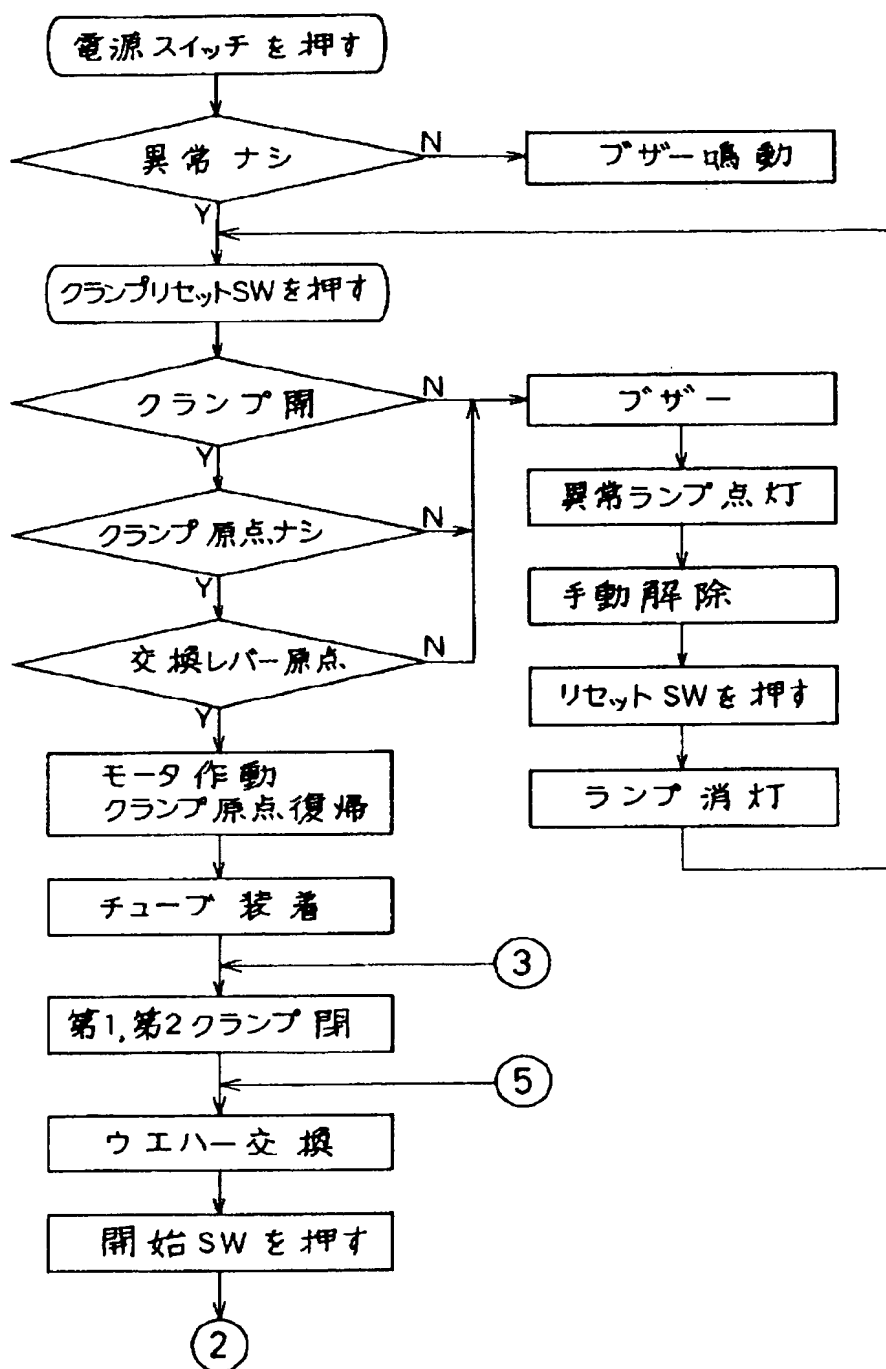 電源スイッチを押す
異常ナシ
N
ブザー鳴動
Y
クランプリセットSWを押す
クランプ開
N
ブザー
Y
異常ランプ点灯
クランプ原点ナシ
N
手動解除
Y
交換レバー原点
N
リセットSWを押す
Y
ランプ消灯
モータ作動
クランプ原点復帰
チューブ装着
3
第1,第2クランプ閉
5
ウエハー交換
開始SWを押す
2